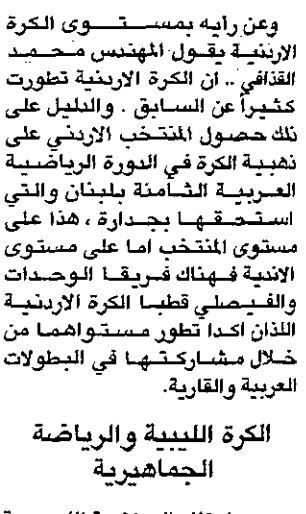 وعن رأيه بمستوى الكرة
الاردنية يقول المهندس محمد
القذافي .. ان الكرة الاردنية تطورت
كثيراً عن السابق . والدليل على
ذلك حصول المنتخب الاردني على
ذهبية الكرة في الدورة الرياضية
العربية الثامنة بلبنان والتي
استحقها بجدارة ، هذا على
مستوى المنتخب اما على مستوى
الاندية فهناك فريقا الوحدات
والفيصلي قطبا الكرة الاردنية
اللذان اكدا تطور مستواهما من
خلال مشاركتها في البطولات
العربية والقارية.
الكرة الليبية والرياضة
الجماهيرية